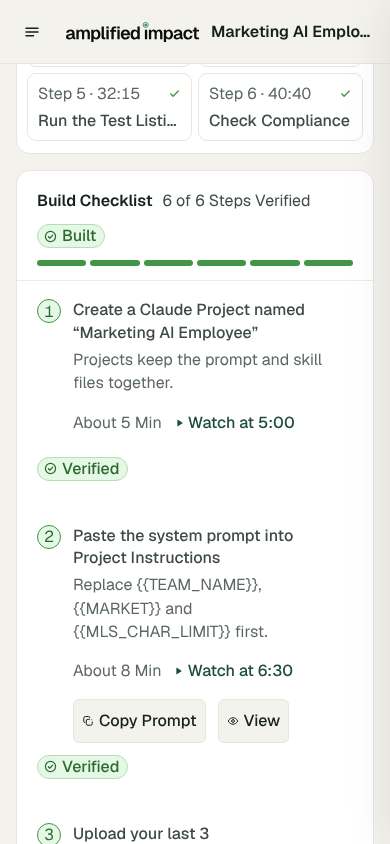 amplified impact Marketing AI Emplo...
Step 5 · 32:15
Run the Test Listi...
Step 6 · 40:40
Check Compliance
Build Checklist 6 of 6 Steps Verified
Built
1 Create a Claude Project named
“Marketing AI Employee”
Projects keep the prompt and skill
files together.
About 5 Min Watch at 5:00
Verified
2 Paste the system prompt into
Project Instructions
Replace {{TEAM_NAME}},
{{MARKET}} and
{{MLS_CHAR_LIMIT}} first.
About 8 Min Watch at 6:30
Copy Prompt View
Verified
3 Upload your last 3